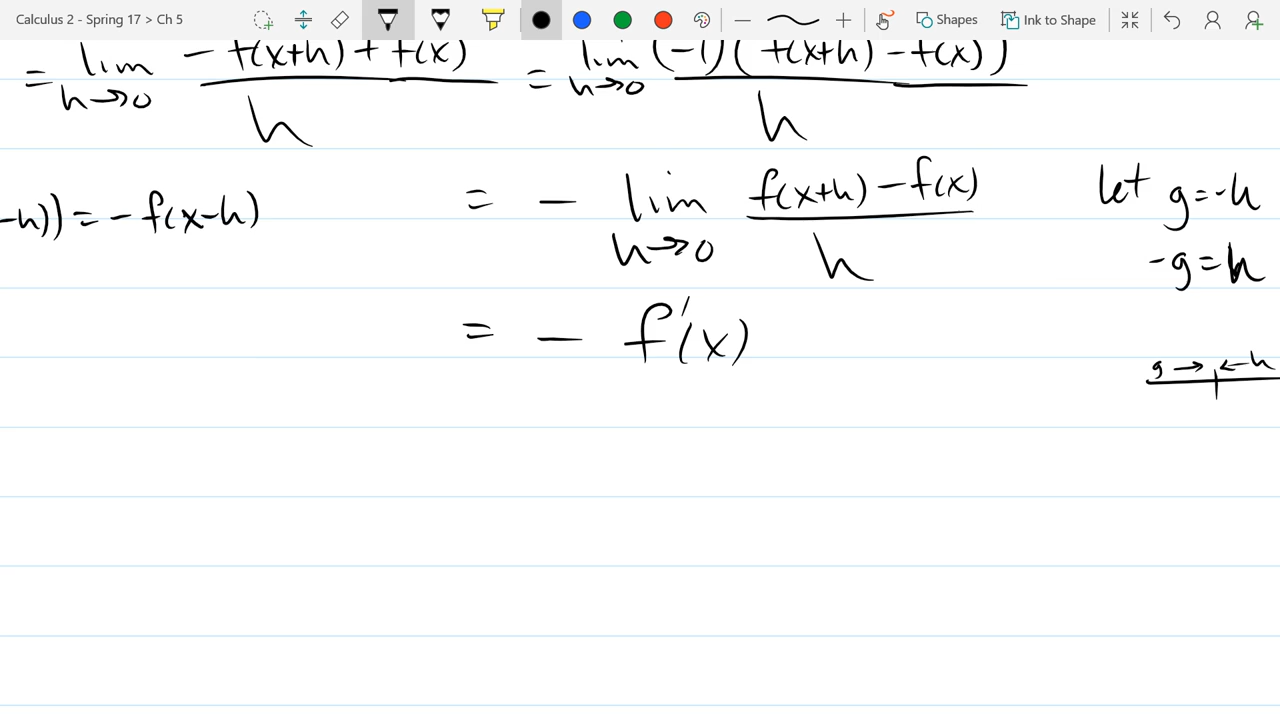 Calculus 2 - Spring 17 > Ch 5
Shapes
Ink to Shape
= lim h→0 (- f(x+h) + f(x)) / h = lim h→0 (-1)(f(x+h) - f(x)) / h
-h)) = - f(x-h)
= - lim h→0 (f(x+h) - f(x)) / h
let g = -h
-g = h
= - f'(x)
g → ← h